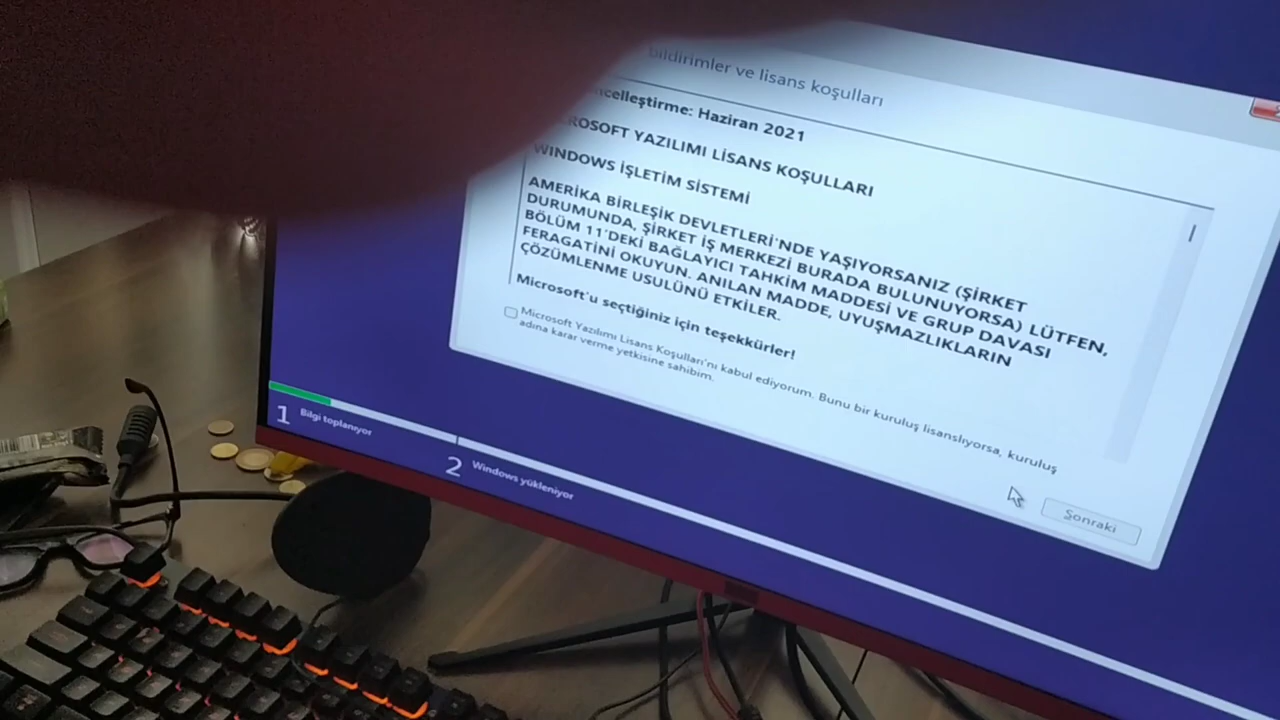 bildirimler ve lisans koşulları
Haziran 2021
YAZILIMI LİSANS KOŞULLARI
WINDOWS İŞLETİM SİSTEMİ
AMERİKA BİRLEŞİK DEVLETLERİ'NDE YAŞIYORSANIZ (ŞİRKET
DURUMUNDA, ŞİRKET İŞ MERKEZİ BURADA BULUNUYORSA) LÜTFEN,
BÖLÜM 11'DEKİ BAĞLAYICI TAHKİM MADDESİ VE GRUP DAVASI
FERAGATİNİ OKUYUN. ANILAN MADDE, UYUŞMAZLIKLARIN
ÇÖZÜMLENME USULÜNÜ ETKİLER.
Microsoft'u seçtiğiniz için teşekkürler!
Microsoft Yazılımı Lisans Koşulları'nı kabul ediyorum. Bunu bir kuruluş lisanslıyorsa, kuruluş
adına karar verme yetkisine sahibim.
Sonraki
1 Bilgi toplanıyor
2 Windows yükleniyor